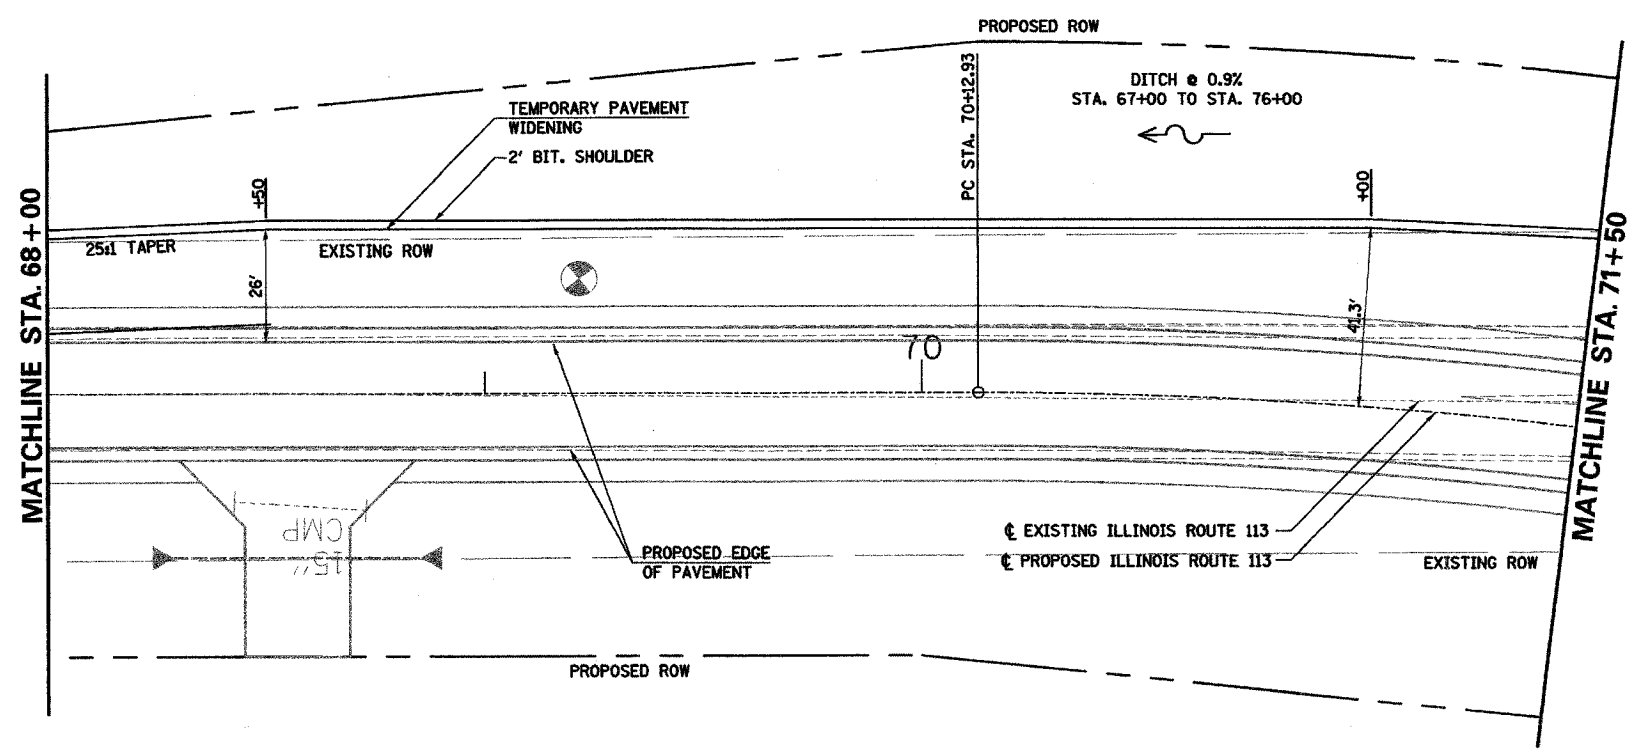 PROPOSED ROW
DITCH @ 0.9%
STA. 67+00 TO STA. 76+00
PC STA. 70+12.93
TEMPORARY PAVEMENT
WIDENING
2' BIT. SHOULDER
+50
+00
25:1 TAPER
EXISTING ROW
26'
41.3'
70
MATCHLINE STA. 68+00
MATCHLINE STA. 71+50
CMP
15"
PROPOSED EDGE
OF PAVEMENT
℄ EXISTING ILLINOIS ROUTE 113
℄ PROPOSED ILLINOIS ROUTE 113
EXISTING ROW
PROPOSED ROW